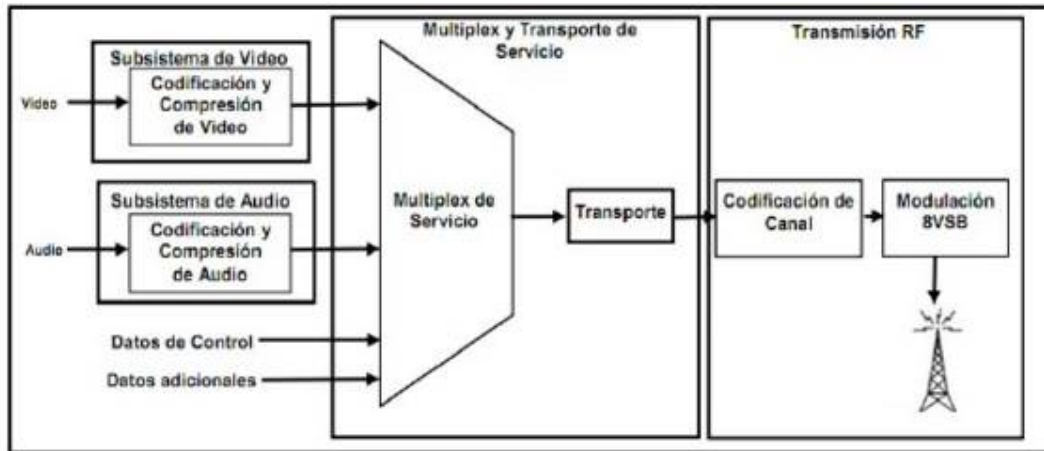 Multiplex y Transporte de
Servicio
Transmisión RF
Subsistema de Video
Codificación y
Compresión
de Video
Video
Subsistema de Audio
Codificación y
Compresión
de Audio
Audio
Multiplex de
Servicio
Transporte
Codificación de
Canal
Modulación
8VSB
Datos de Control
Datos adicionales